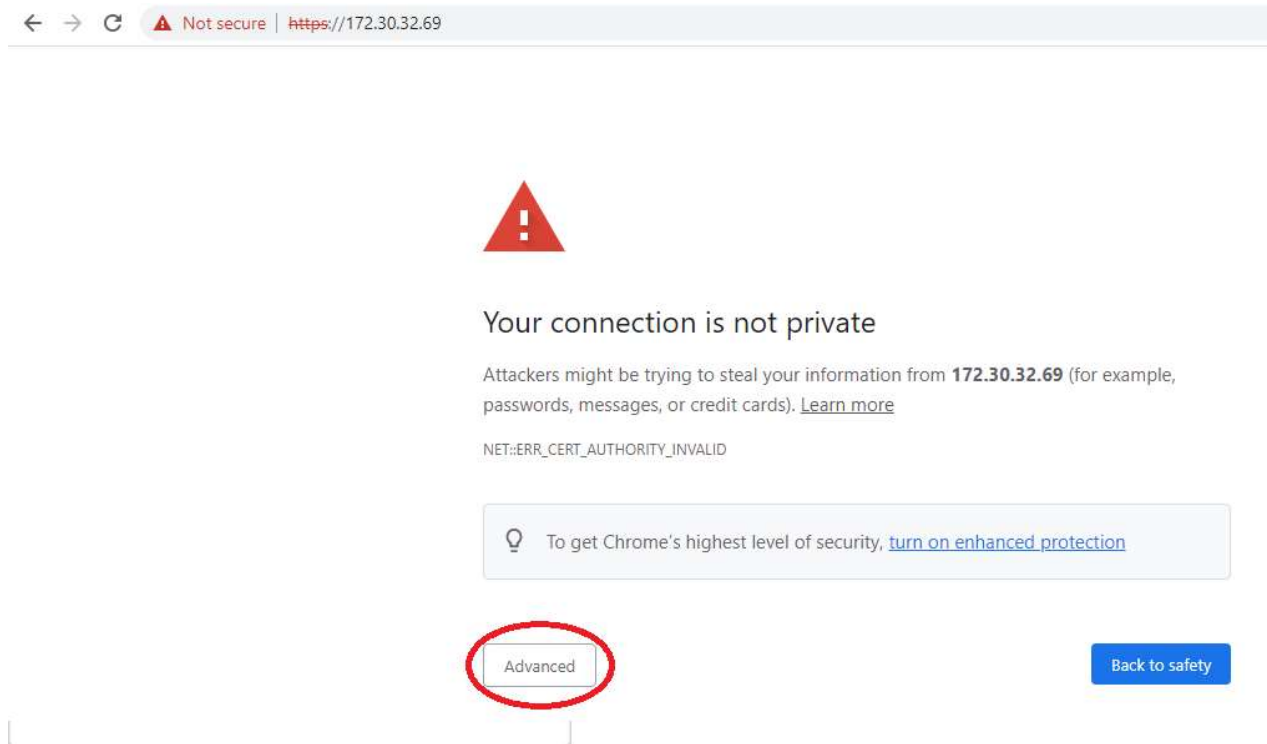 Not secure | https://172.30.32.69
Your connection is not private
Attackers might be trying to steal your information from 172.30.32.69 (for example,
passwords, messages, or credit cards). Learn more
NET::ERR_CERT_AUTHORITY_INVALID
To get Chrome's highest level of security, turn on enhanced protection
Advanced
Back to safety